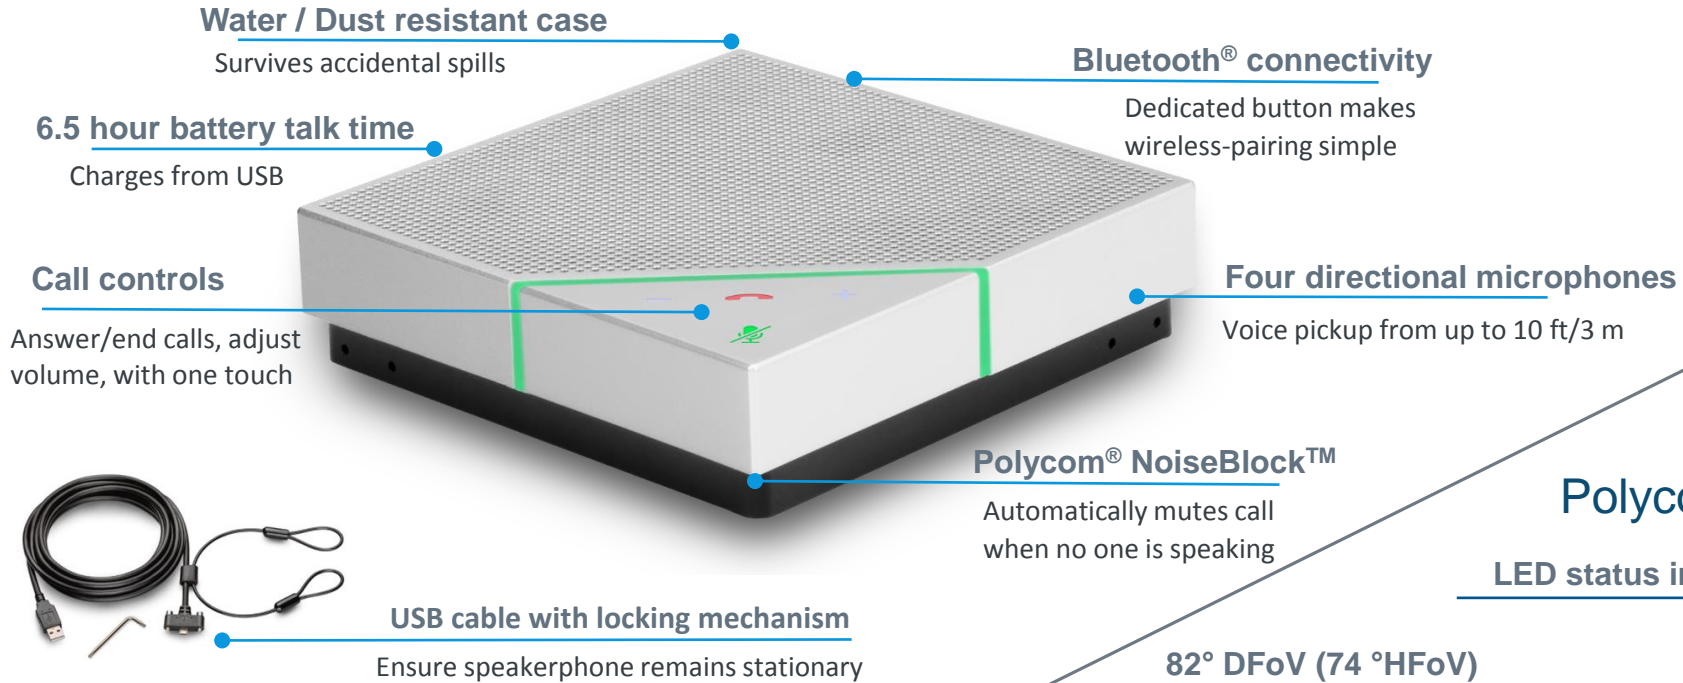 Water / Dust resistant case
Survives accidental spills
Bluetooth® connectivity
Dedicated button makes
wireless-pairing simple
6.5 hour battery talk time
Charges from USB
Call controls
Answer/end calls, adjust
volume, with one touch
Four directional microphones
Voice pickup from up to 10 ft/3 m
Polycom® NoiseBlock™
Automatically mutes call
when no one is speaking
USB cable with locking mechanism
Ensure speakerphone remains stationary
LED status
82° DFoV (74 °HFoV)